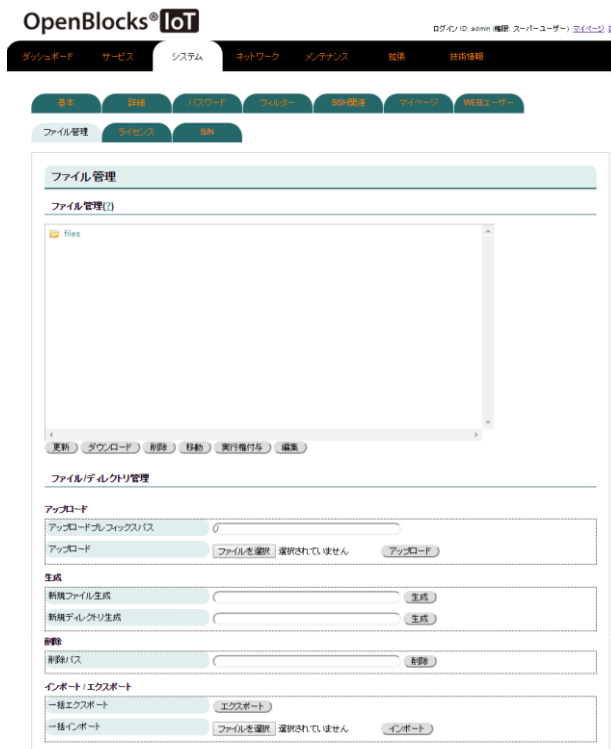 OpenBlocks® IoT
ログイン ID: admin (権限: スーパーユーザー) マイページ
ダッシュボード サービス システム ネットワーク メンテナンス 拡張 技術情報
基本 詳細 パスワード フィルター SSH関連 マイページ WEBユーザー
ファイル管理 ライセンス S/N
ファイル管理
ファイル管理(?)
files
更新 ダウンロード 削除 移動 実行権付与 編集
ファイル/ディレクトリ管理
アップロード
アップロードプレフィックスパス /
アップロード ファイルを選択 選択されていません アップロード
生成
新規ファイル生成 生成
新規ディレクトリ生成 生成
削除
削除パス 削除
インポート / エクスポート
一括エクスポート エクスポート
一括インポート ファイルを選択 選択されていません インポート